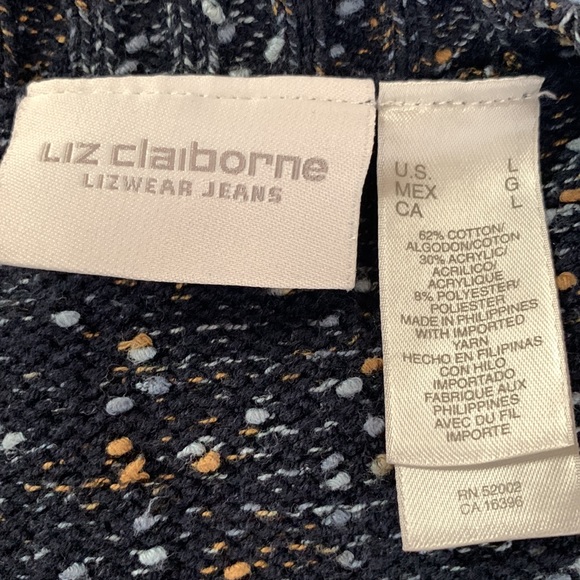 Liz claiborne
LIZWEAR JEANS
U.S. L
MEX G
CA L
62% COTTON/
ALGODON/COTON
30% ACRYLIC/
ACRILICO/
ACRYLIQUE
8% POLYESTER/
POLIESTER
MADE IN PHILIPPINES
WITH IMPORTED
YARN
HECHO EN FILIPINAS
CON HILO
IMPORTADO
FABRIQUE AUX
PHILIPPINES
AVEC DU FIL
IMPORTE
RN 52002
CA 16396